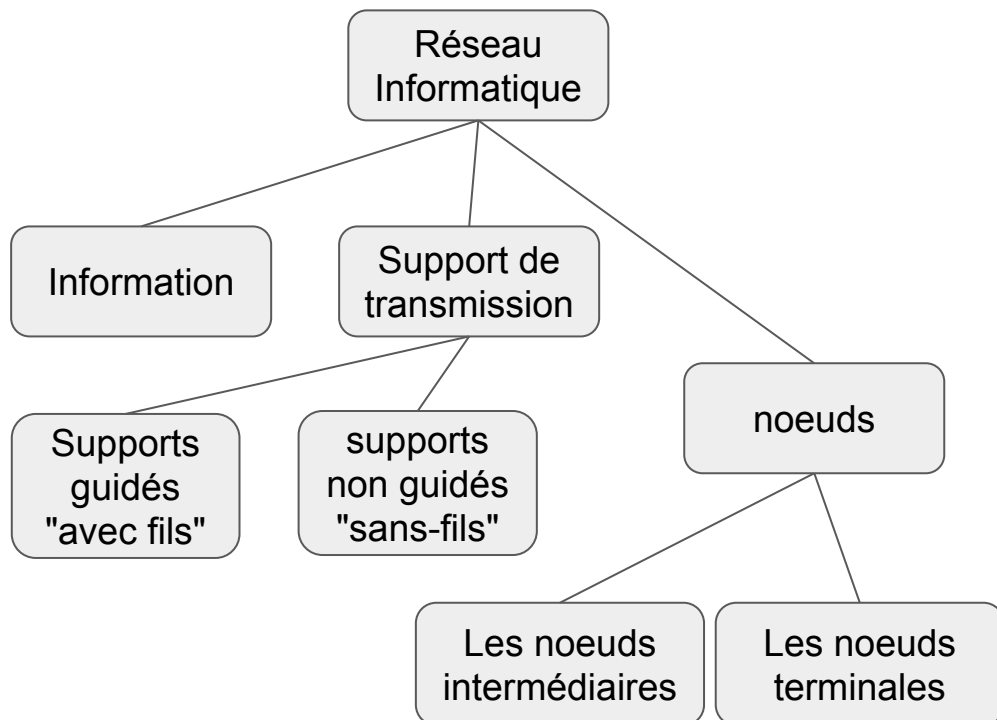 Réseau
Informatique
Information
Support de
transmission
noeuds
Supports
guidés
"avec fils"
supports
non guidés
"sans-fils"
Les noeuds
intermédiaires
Les noeuds
terminales